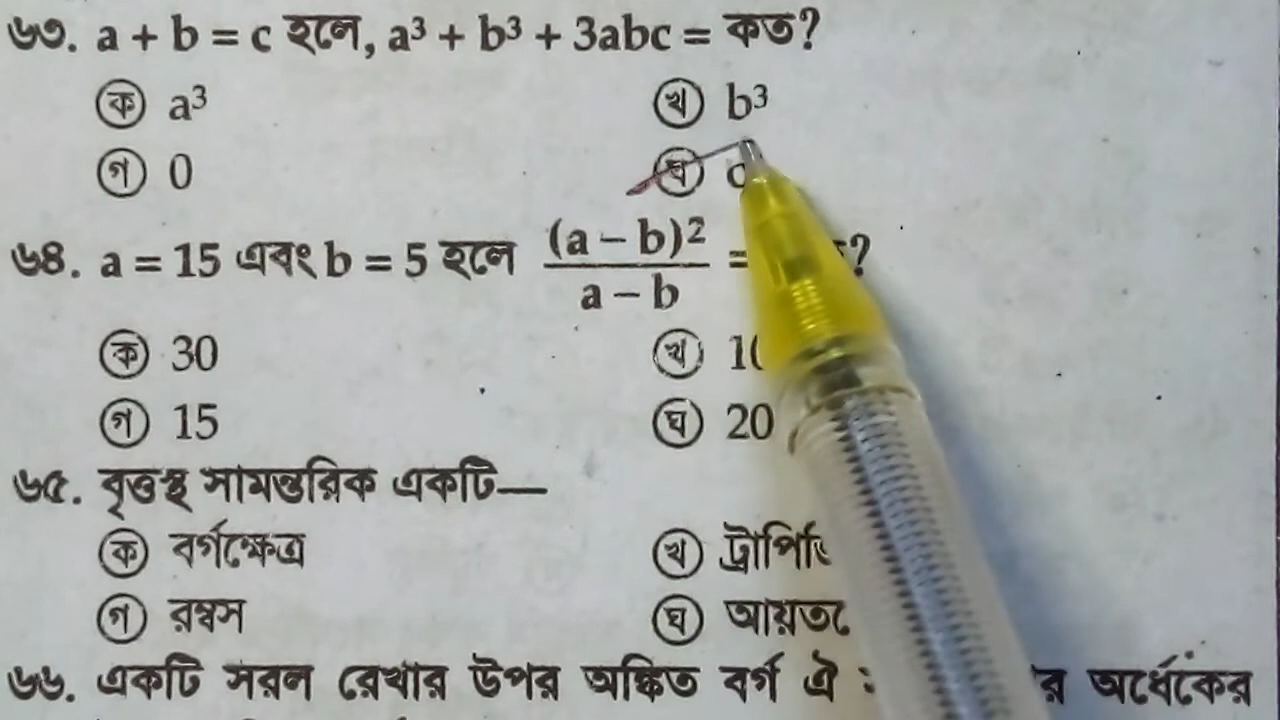 ৬৩. a + b = c হলে, a³ + b³ + 3abc = কত?
ক a³ খ b³
গ 0 ঘ
৬৪. a = 15 এবং b = 5 হলে (a – b)² / a – b = ?
ক 30 খ
গ 15 ঘ 20
৬৫. বৃত্তস্থ সামন্তরিক একটি—
ক বর্গক্ষেত্র খ
গ রম্বস ঘ
৬৬. একটি সরল রেখার উপর অঙ্কিত বর্গ ঐ অর্ধেকের